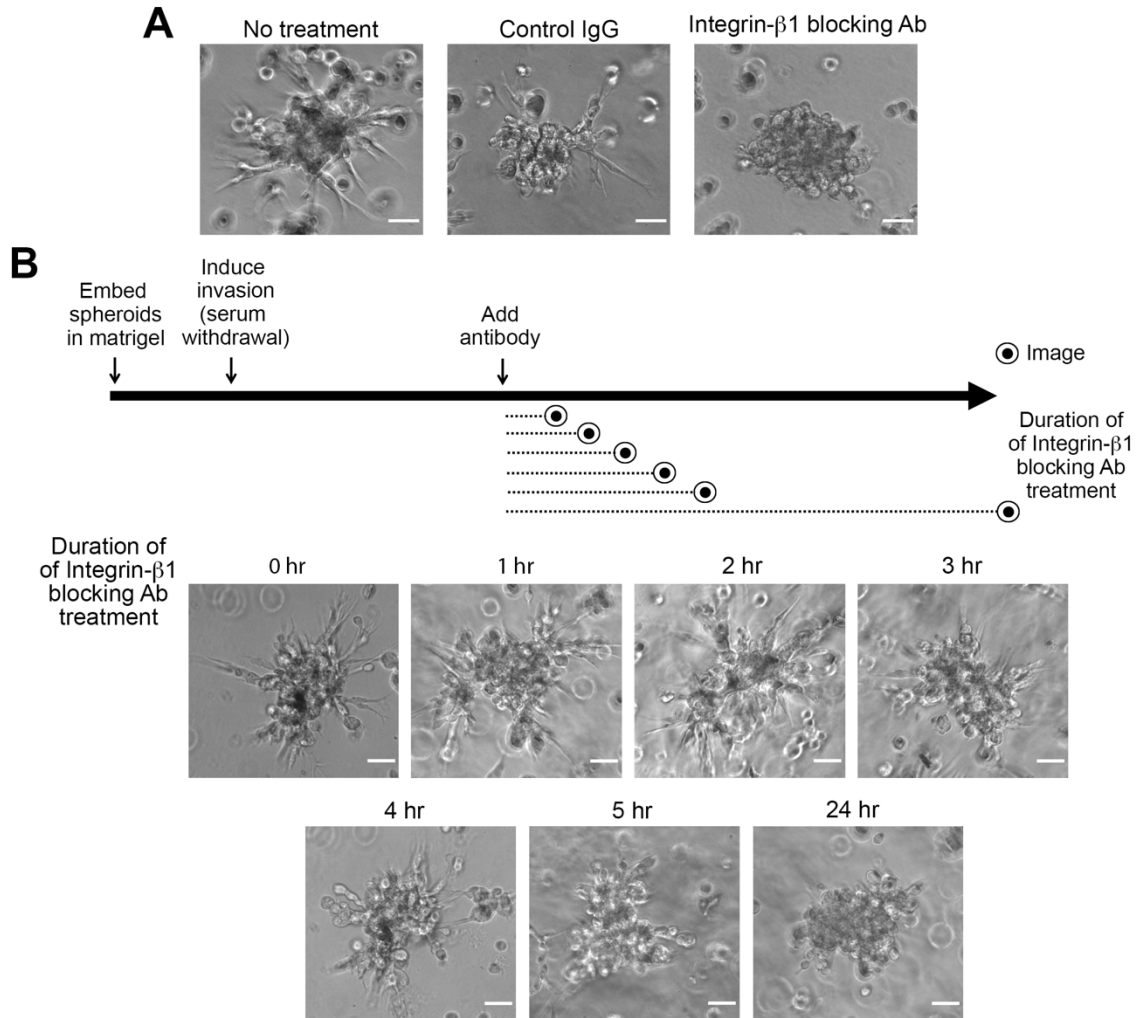 A
No treatment
Control IgG
Integrin-β1 blocking Ab
B
Embed
spheroids
in matrigel
Induce
invasion
(serum
withdrawal)
Add
antibody
Image
Duration of
of Integrin-β1
blocking Ab
treatment
Duration of
of Integrin-β1
blocking Ab
treatment
0 hr
1 hr
2 hr
3 hr
4 hr
5 hr
24 hr